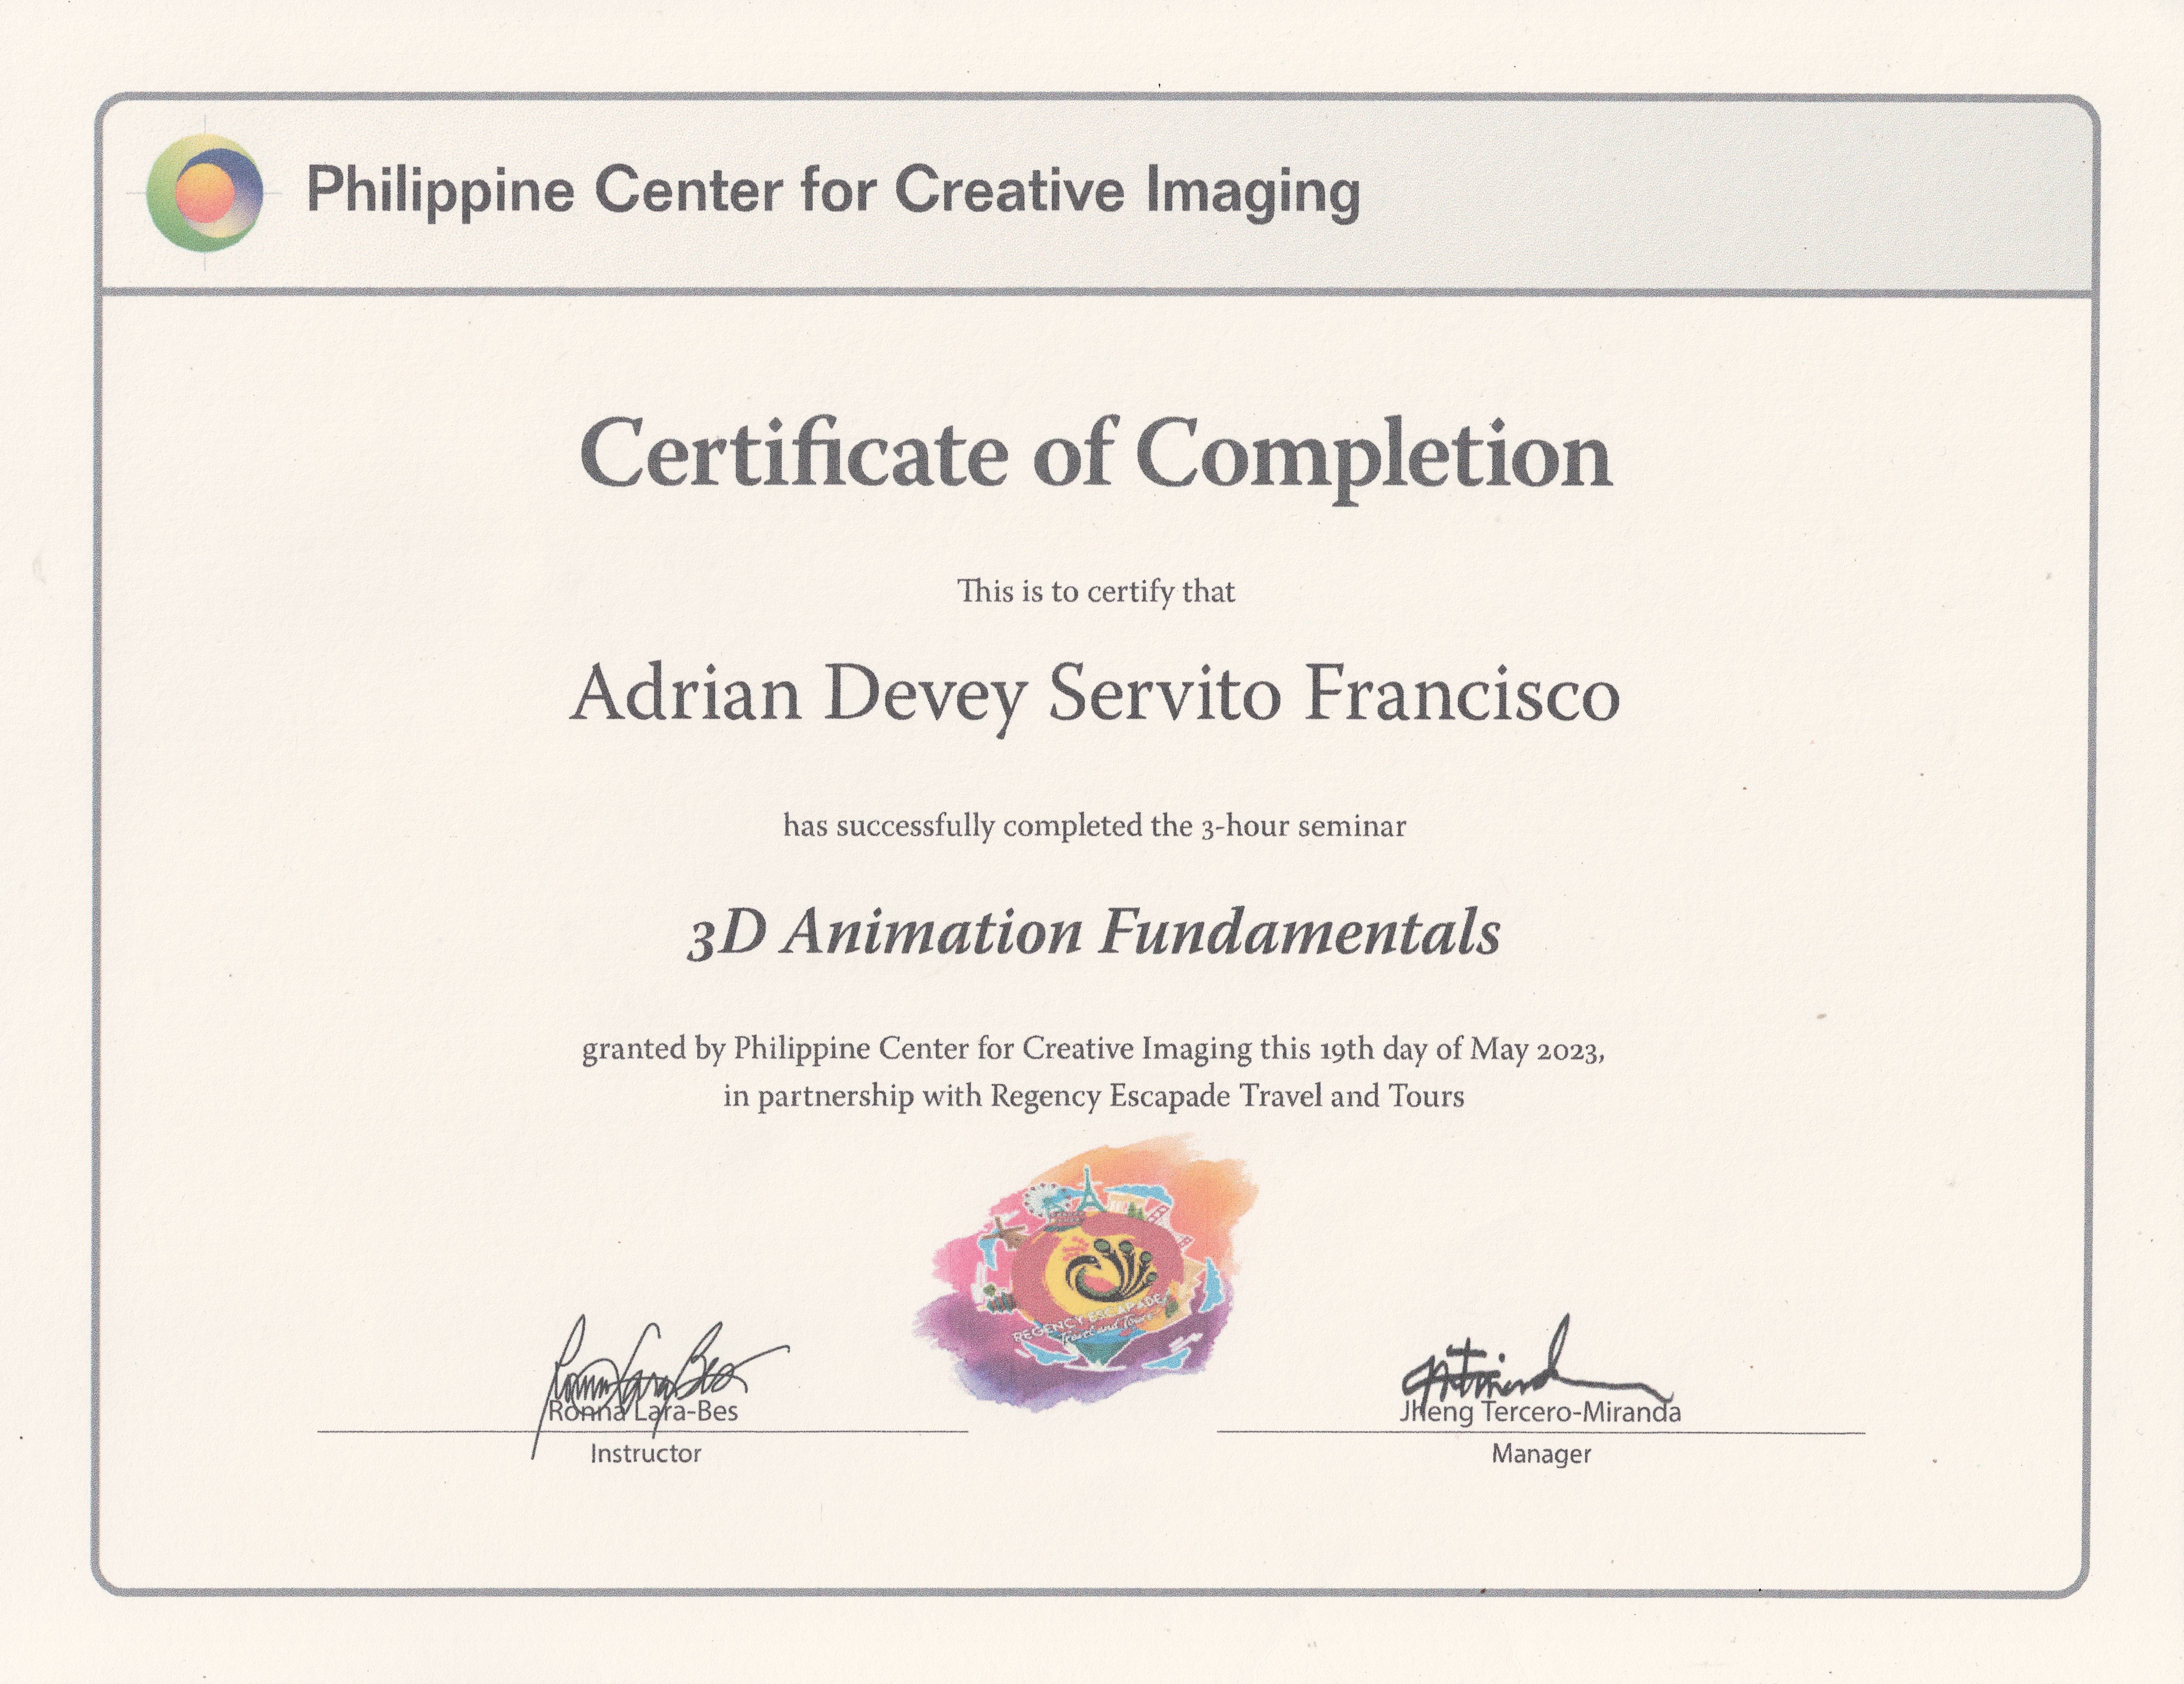 Philippine Center for Creative Imaging
Certificate of Completion
This is to certify that
Adrian Devey Servito Francisco
has successfully completed the 3-hour seminar
3D Animation Fundamentals
granted by Philippine Center for Creative Imaging this 19th day of May 2023,
in partnership with Regency Escapade Travel and Tours
REGENCY ESCAPADE
Travel and Tours
Ronna Lara-Bes
Instructor
Jheng Tercero-Miranda
Manager